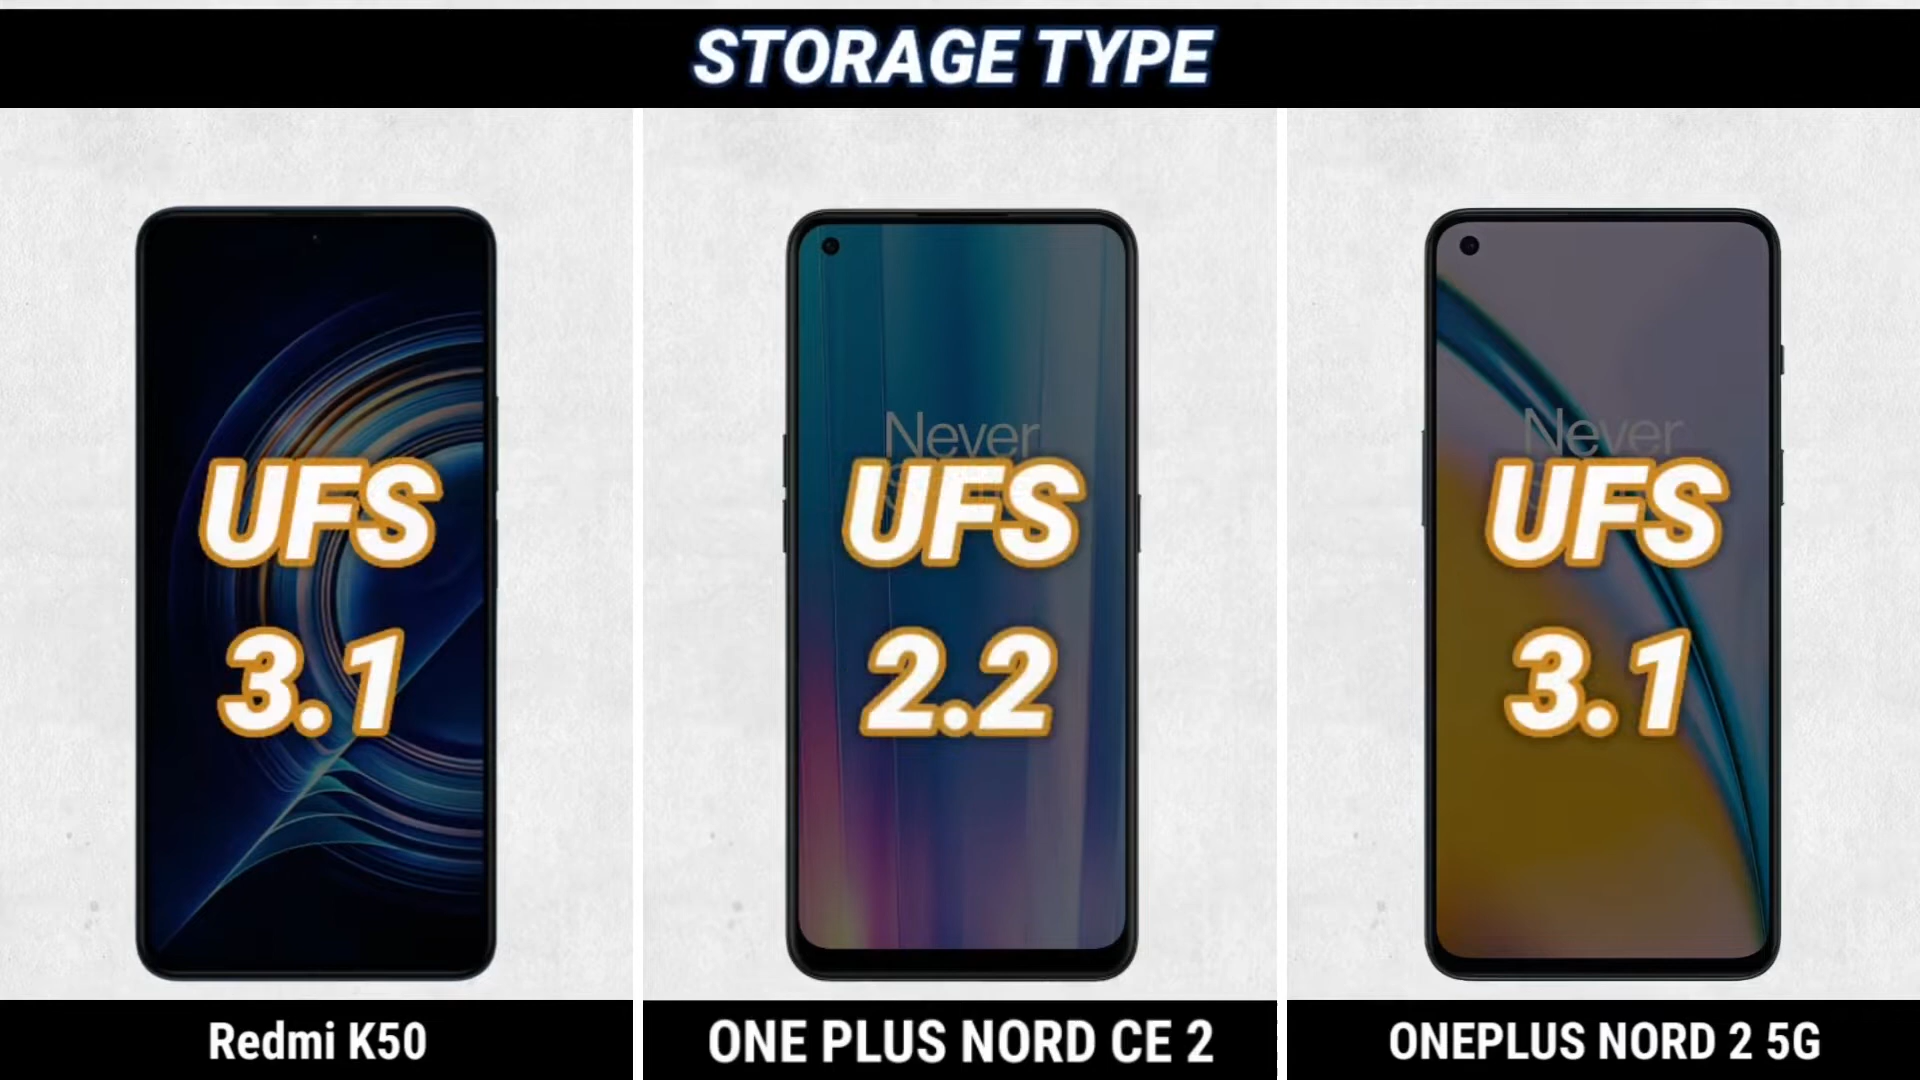 STORAGE TYPE
UFS
3.1
Redmi K50
Never
UFS
2.2
ONE PLUS NORD CE 2
Never
UFS
3.1
ONEPLUS NORD 2 5G